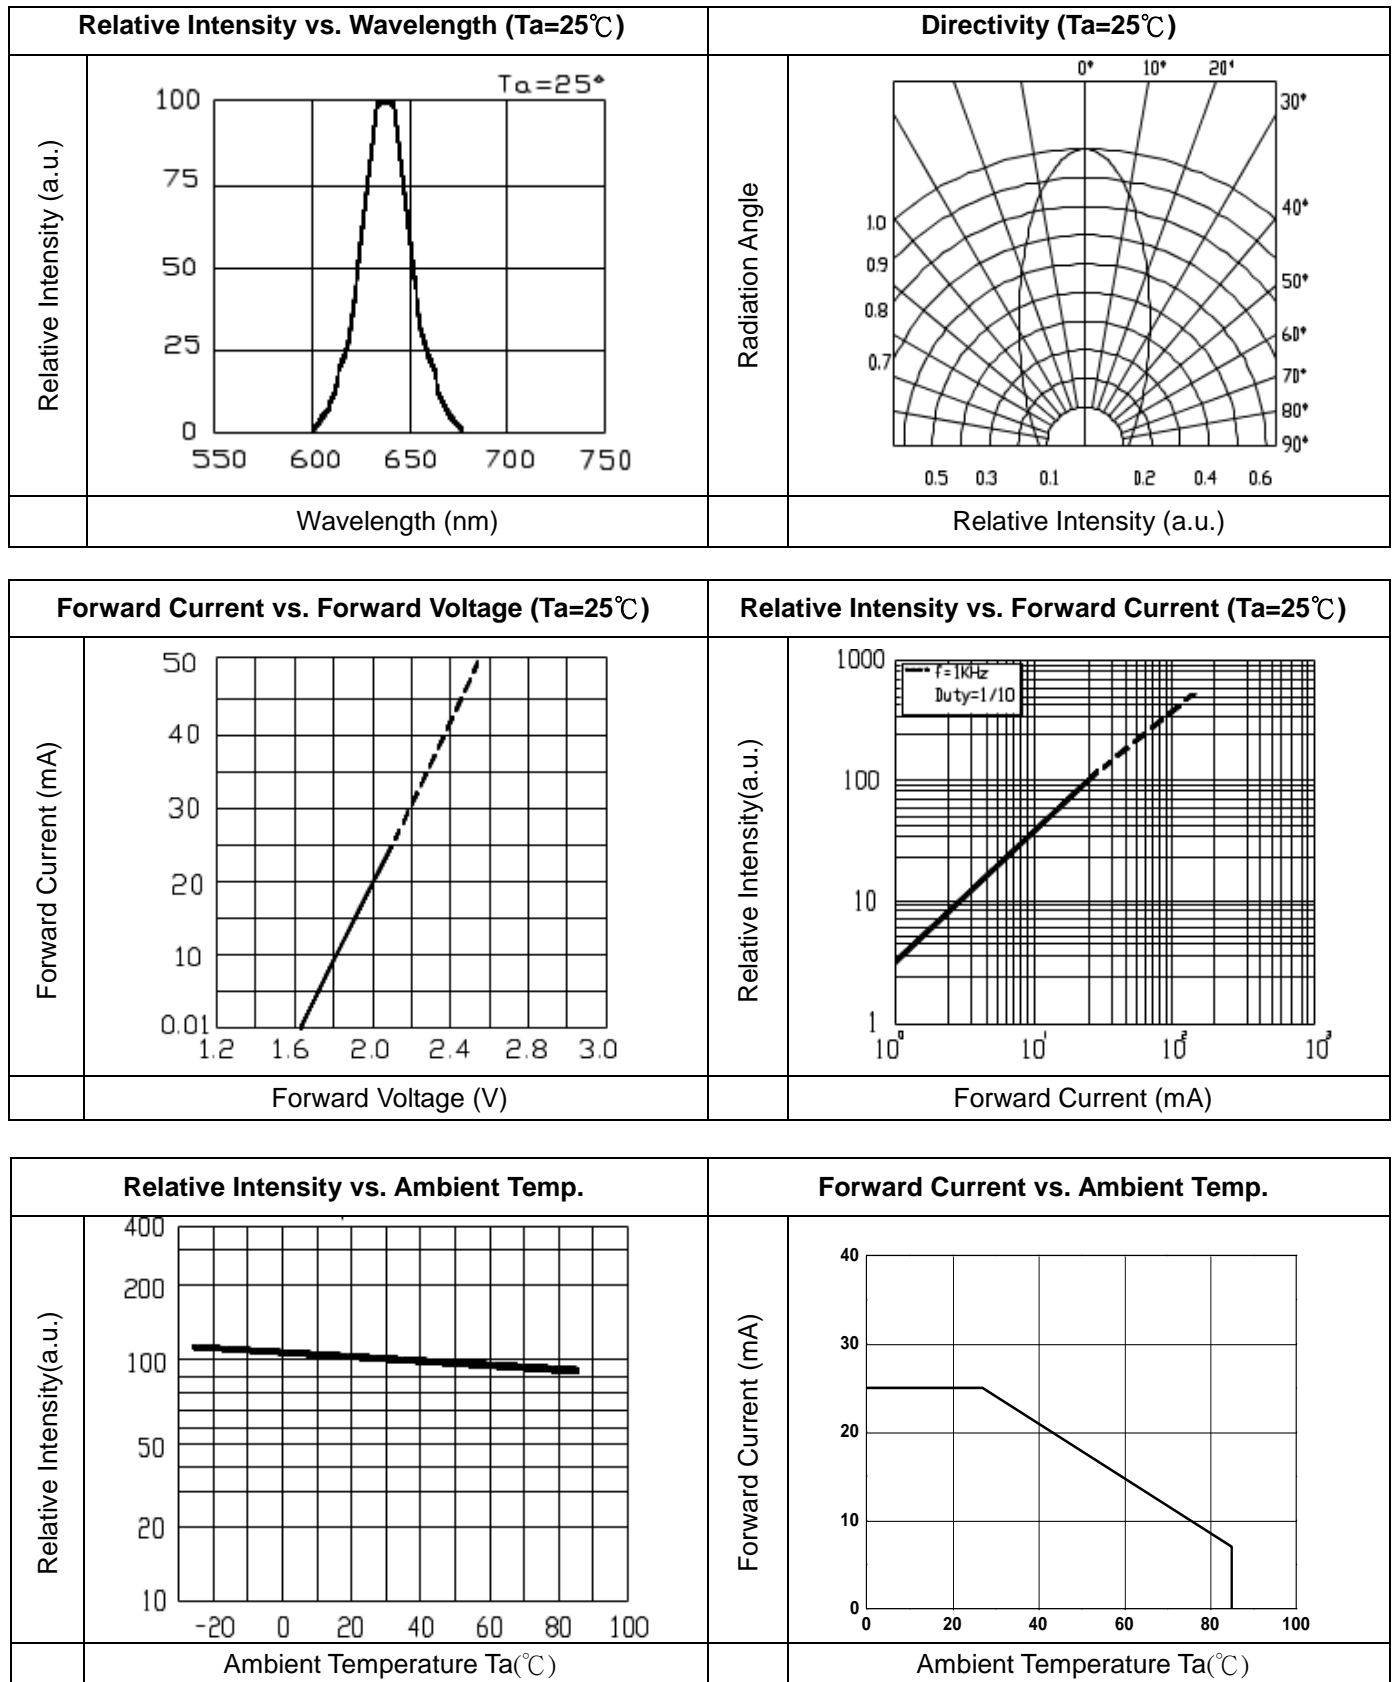 Relative Intensity vs. Wavelength (Ta=25℃)
Directivity (Ta=25℃)
Relative Intensity (a.u.)
Ta=25°
100
75
50
25
0
550 600 650 700 750
Wavelength (nm)
Radiation Angle
0° 10° 20°
30°
40°
50°
60°
70°
80°
90°
1.0
0.9
0.8
0.7
0.5 0.3 0.1 0.2 0.4 0.6
Relative Intensity (a.u.)
Forward Current vs. Forward Voltage (Ta=25℃)
Relative Intensity vs. Forward Current (Ta=25℃)
Forward Current (mA)
50
40
30
20
10
0.01
1.2 1.6 2.0 2.4 2.8 3.0
Forward Voltage (V)
Relative Intensity(a.u.)
f=1KHz
Duty=1/10
1000
100
10
1
10⁰ 10¹ 10² 10³
Forward Current (mA)
Relative Intensity vs. Ambient Temp.
Forward Current vs. Ambient Temp.
Relative Intensity(a.u.)
400
200
100
50
20
10
-20 0 20 40 60 80 100
Ambient Temperature Ta(℃)
Forward Current (mA)
40
30
20
10
0
0 20 40 60 80 100
Ambient Temperature Ta(℃)